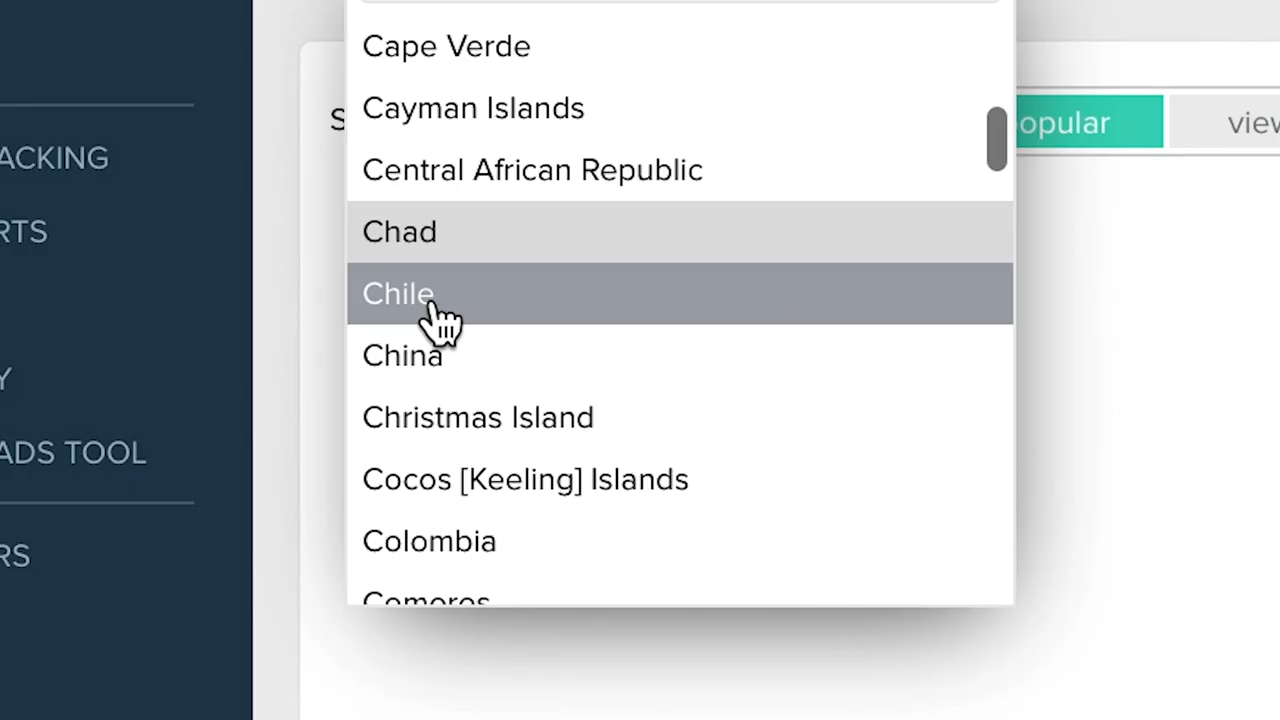 Cape Verde
Cayman Islands
Central African Republic
Chad
Chile
China
Christmas Island
Cocos [Keeling] Islands
Colombia
Comoros
S
opular
view
ACKING
RTS
Y
ADS TOOL
RS